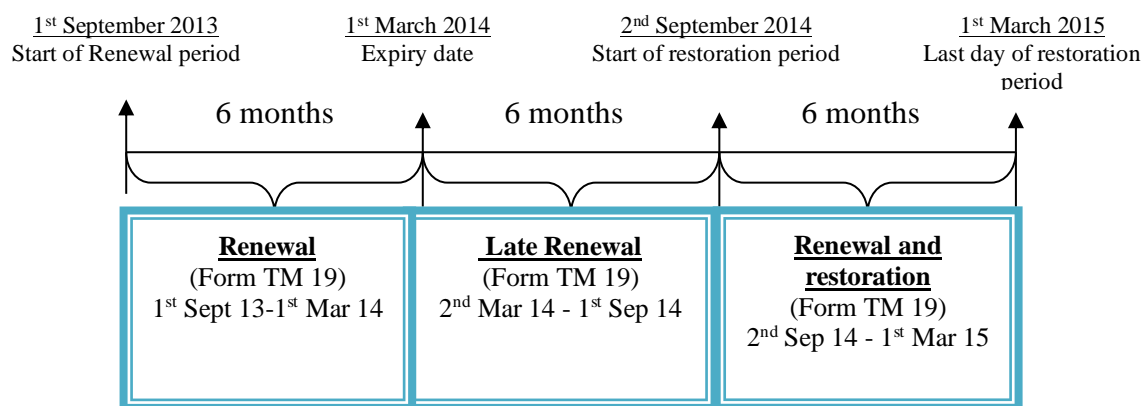 1st September 2013
Start of Renewal period
1st March 2014
Expiry date
2nd September 2014
Start of restoration period
1st March 2015
Last day of restoration
period
6 months
6 months
6 months
Renewal
(Form TM 19)
1st Sept 13-1st Mar 14
Late Renewal
(Form TM 19)
2nd Mar 14 - 1st Sep 14
Renewal and
restoration
(Form TM 19)
2nd Sep 14 - 1st Mar 15